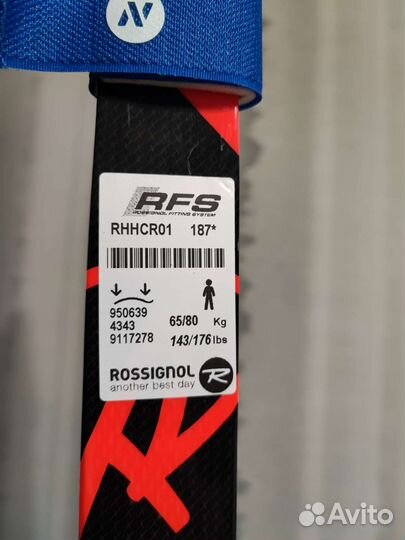 RFS
ROSSIGNOL FITTING SYSTEM
RHHCR01 187*
950639
4343
9117278
65/80 Kg
143/176 lbs
ROSSIGNOL
another best day
R
Avito